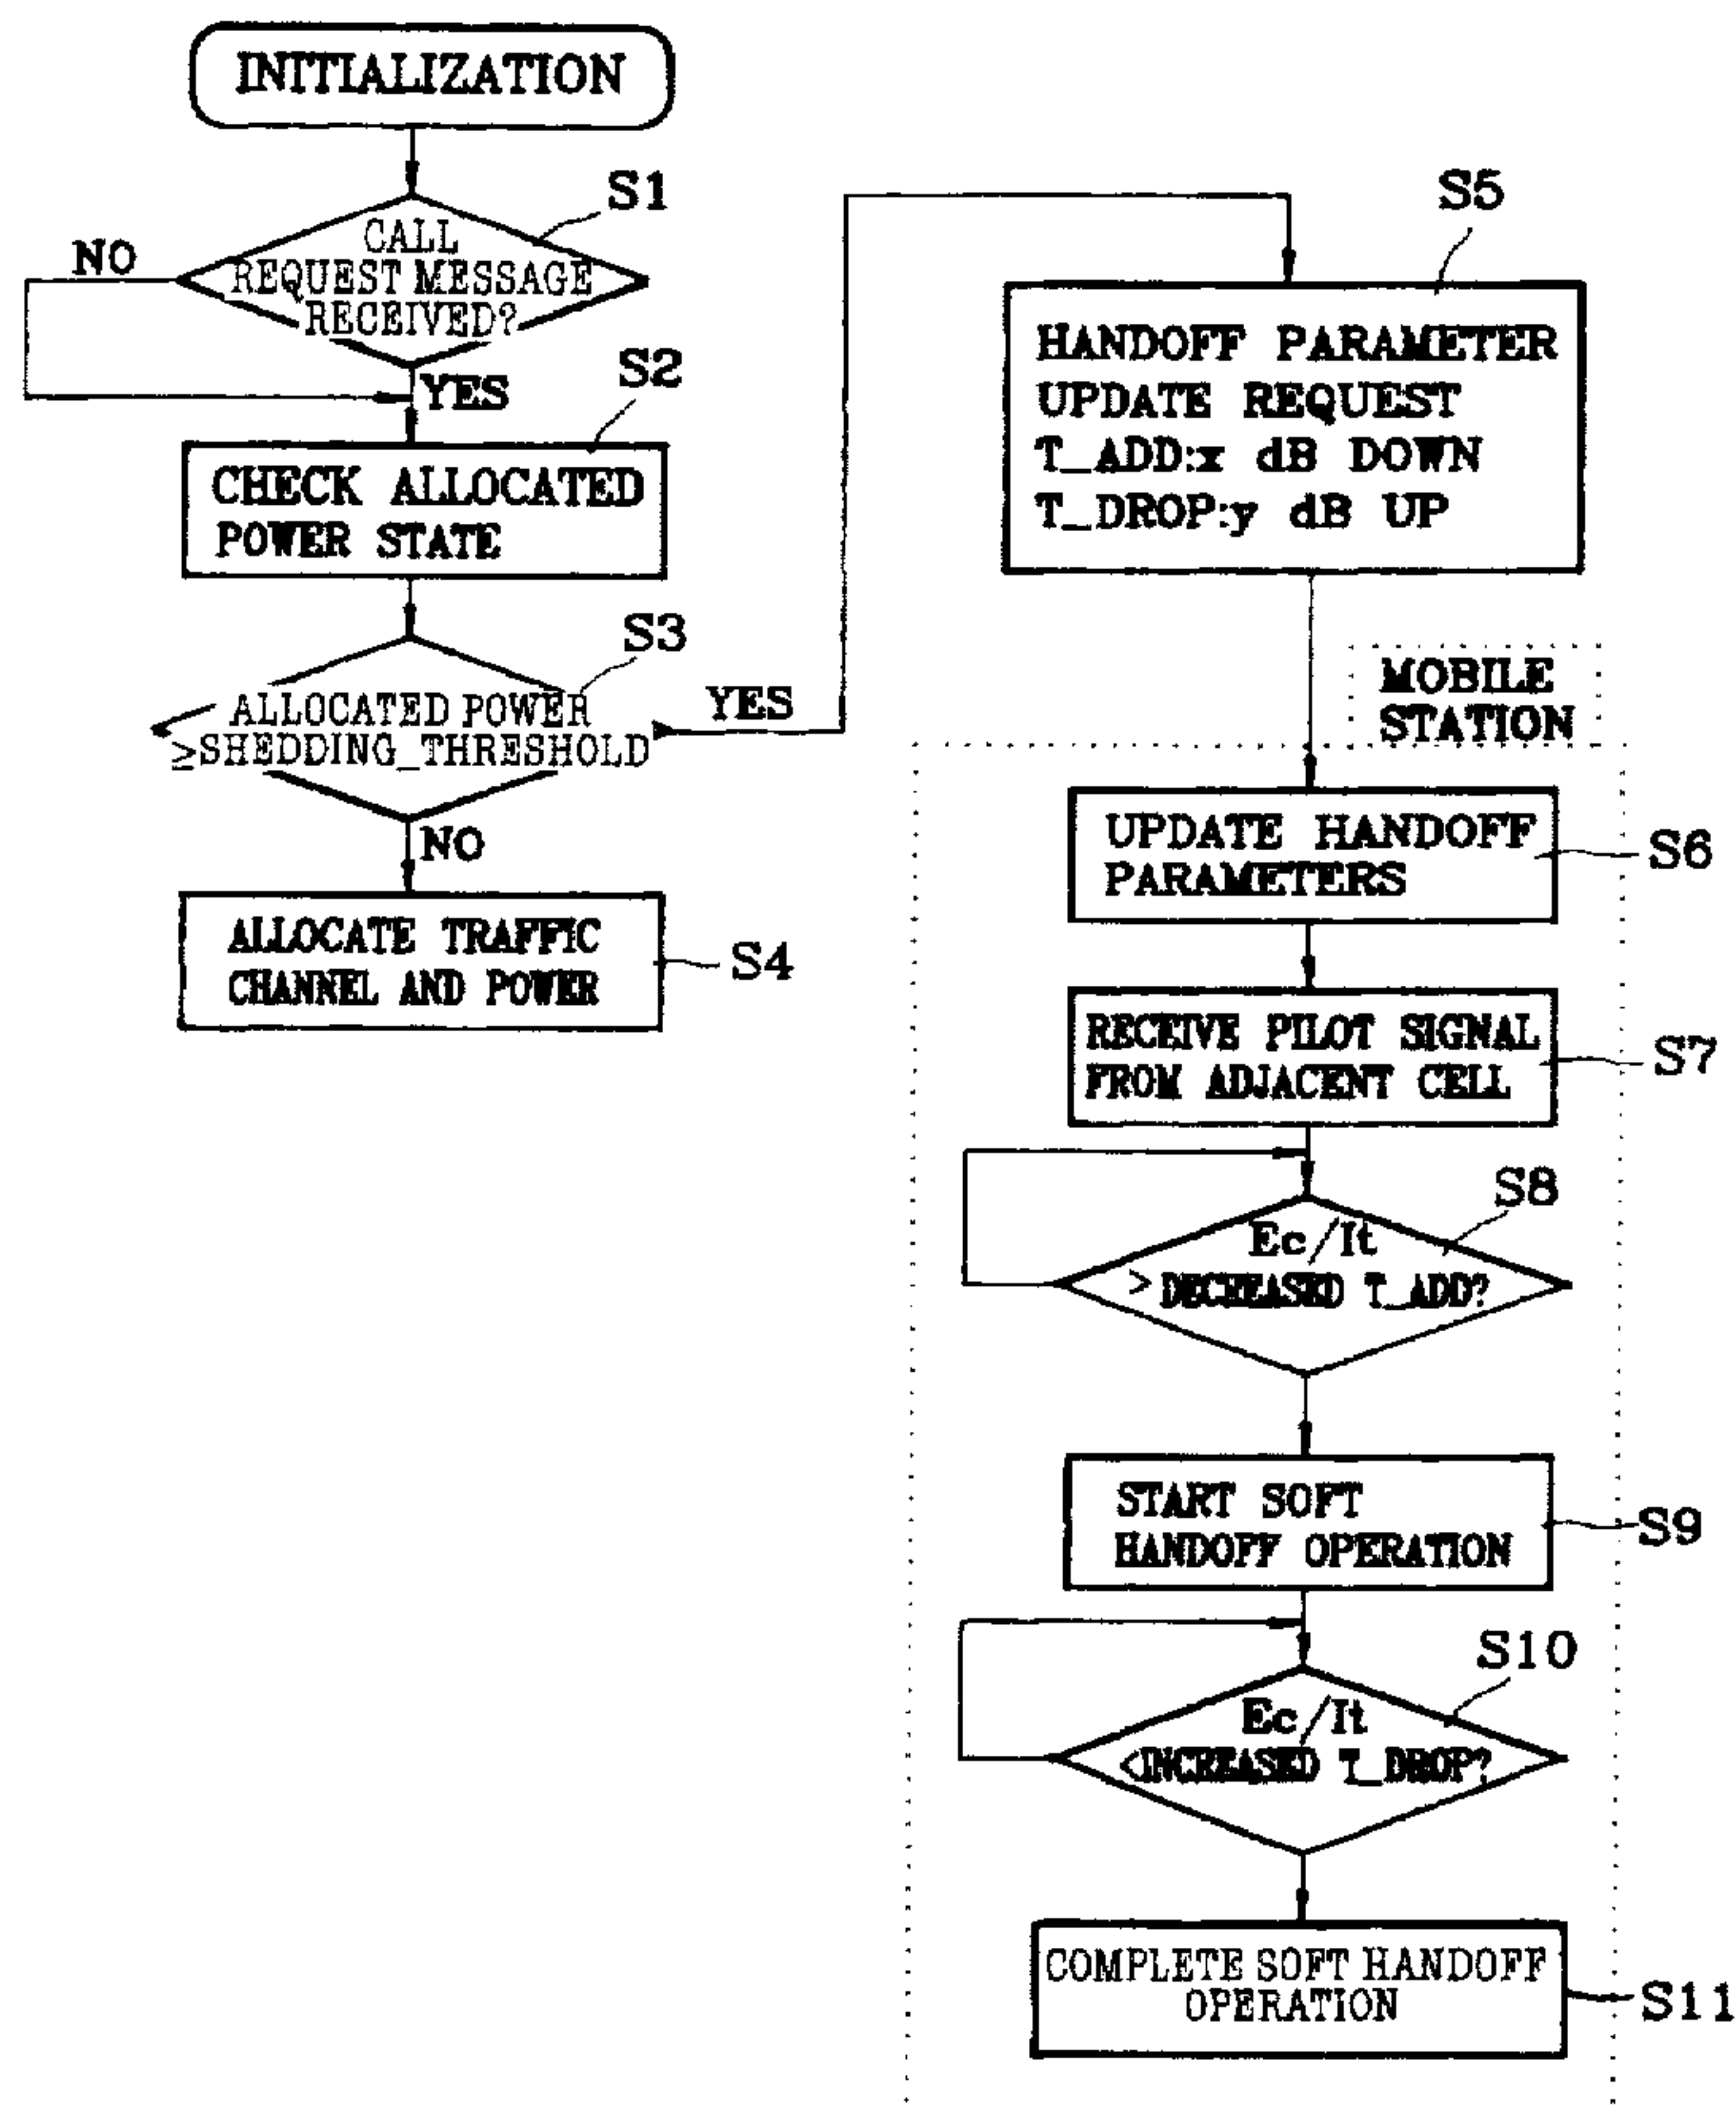 INITIALIZATION
S1
CALL
REQUEST MESSAGE
RECEIVED?
NO
YES
S2
CHECK ALLOCATED
POWER STATE
S3
ALLOCATED POWER
≥SHEDDING_THRESHOLD
YES
NO
ALLOCATE TRAFFIC
CHANNEL AND POWER
S4
S5
HANDOFF PARAMETER
UPDATE REQUEST
T_ADD:x dB DOWN
T_DROP:y dB UP
MOBILE
STATION
UPDATE HANDOFF
PARAMETERS
S6
RECEIVE PILOT SIGNAL
FROM ADJACENT CELL
S7
S8
Ec/It
> DECREASED T_ADD?
START SOFT
HANDOFF OPERATION
S9
S10
Ec/It
<INCREASED T_DROP?
COMPLETE SOFT HANDOFF
OPERATION
S11